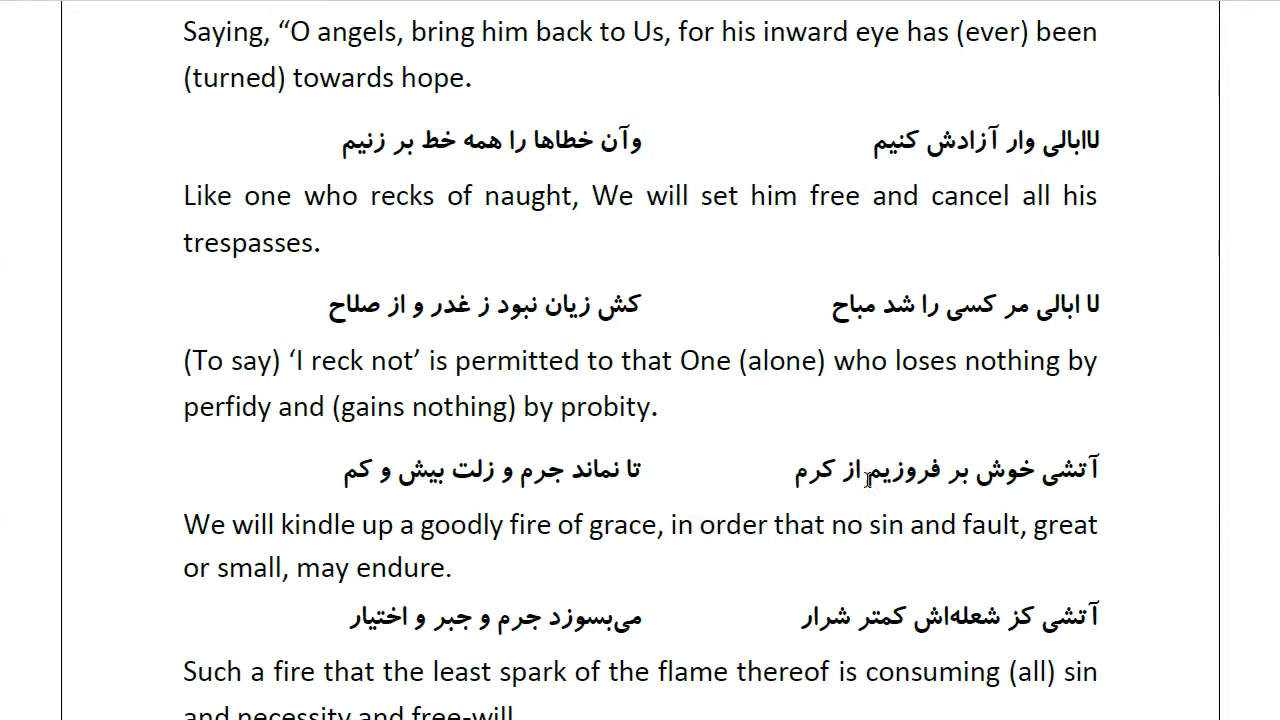 Saying, “O angels, bring him back to Us, for his inward eye has (ever) been
(turned) towards hope.
لاابالی وار آزادش کنیم وآن خطاها را همه خط بر زنیم
Like one who recks of naught, We will set him free and cancel all his
trespasses.
لا ابالی مر کسی را شد مباح کش زیان نبود ز غدر و از صلاح
(To say) ‘I reck not’ is permitted to that One (alone) who loses nothing by
perfidy and (gains nothing) by probity.
آتشی خوش بر فروزیم از کرم تا نماند جرم و زلت بیش و کم
We will kindle up a goodly fire of grace, in order that no sin and fault, great
or small, may endure.
آتشی کز شعله‌اش کمتر شرار می‌بسوزد جرم و جبر و اختیار
Such a fire that the least spark of the flame thereof is consuming (all) sin
and necessity and free-will